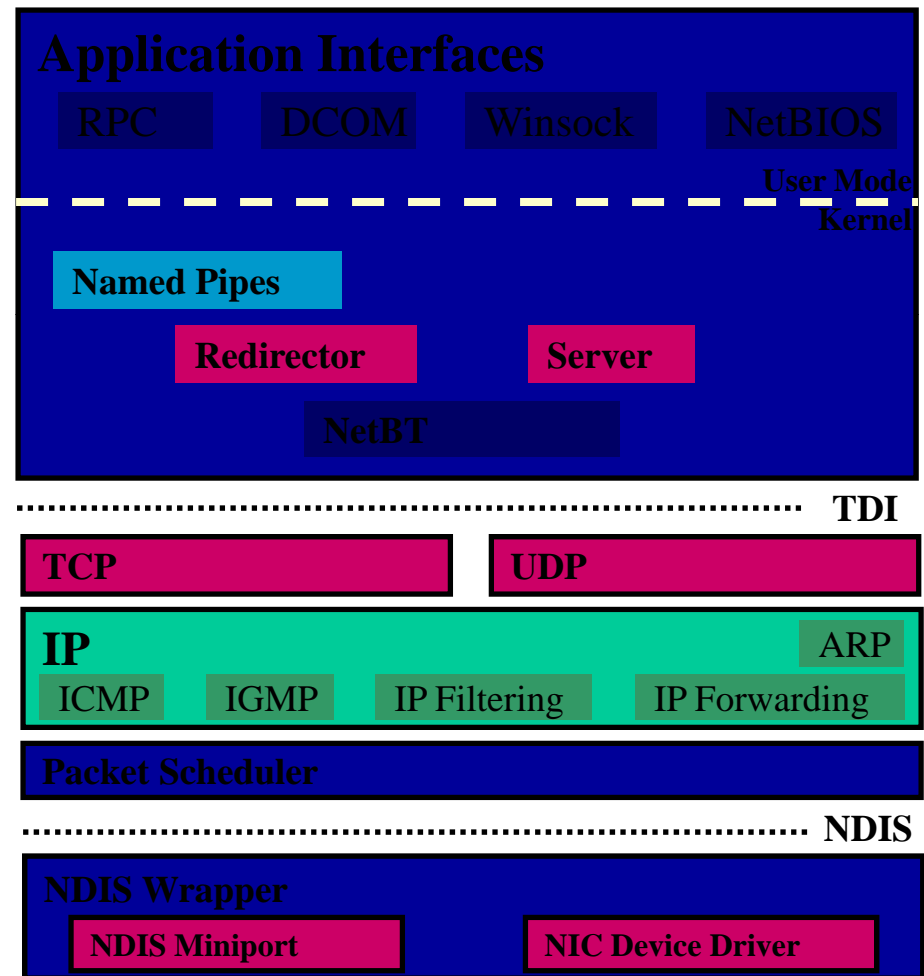 Application Interfaces
RPC DCOM Winsock NetBIOS
User Mode
Kernel
Named Pipes
Redirector Server
NetBT
TDI
TCP UDP
IP ARP
ICMP IGMP IP Filtering IP Forwarding
Packet Scheduler
NDIS
NDIS Wrapper
NDIS Miniport NIC Device Driver